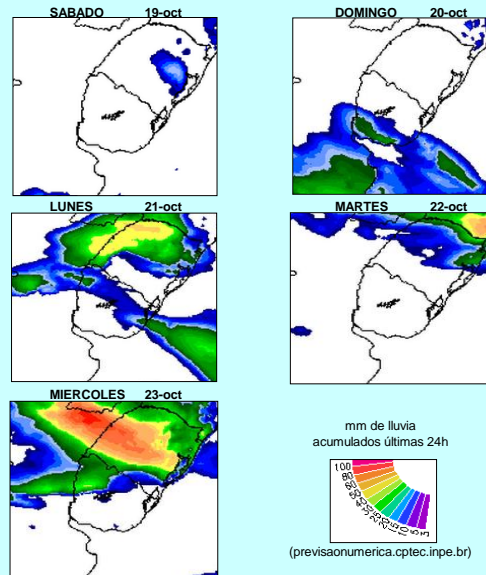 SABADO 19-oct
DOMINGO 20-oct
LUNES 21-oct
MARTES 22-oct
MIERCOLES 23-oct
mm de lluvia
acumulados últimas 24h
100
80
(previsaonumerica.cptec.inpe.br)